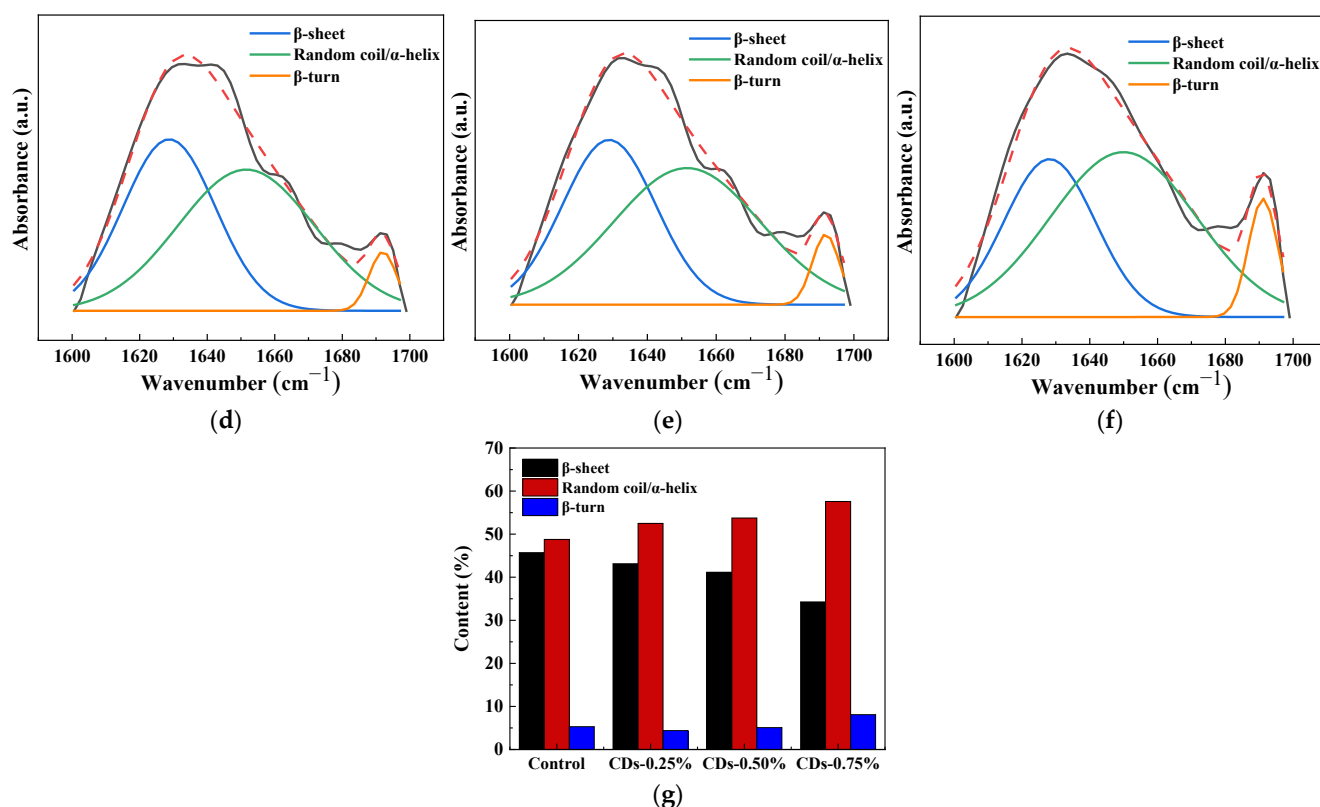 β-sheet
Random coil/α-helix
β-turn
Absorbance (a.u.)
1600 1620 1640 1660 1680 1700
Wavenumber (cm⁻¹)
(d)
β-sheet
Random coil/α-helix
β-turn
Absorbance (a.u.)
1600 1620 1640 1660 1680 1700
Wavenumber (cm⁻¹)
(e)
β-sheet
Random coil/α-helix
β-turn
Absorbance (a.u.)
1600 1620 1640 1660 1680 1700
Wavenumber (cm⁻¹)
(f)
β-sheet
Random coil/α-helix
β-turn
Content (%)
70
60
50
40
30
20
10
0
Control CDs-0.25% CDs-0.50% CDs-0.75%
(g)